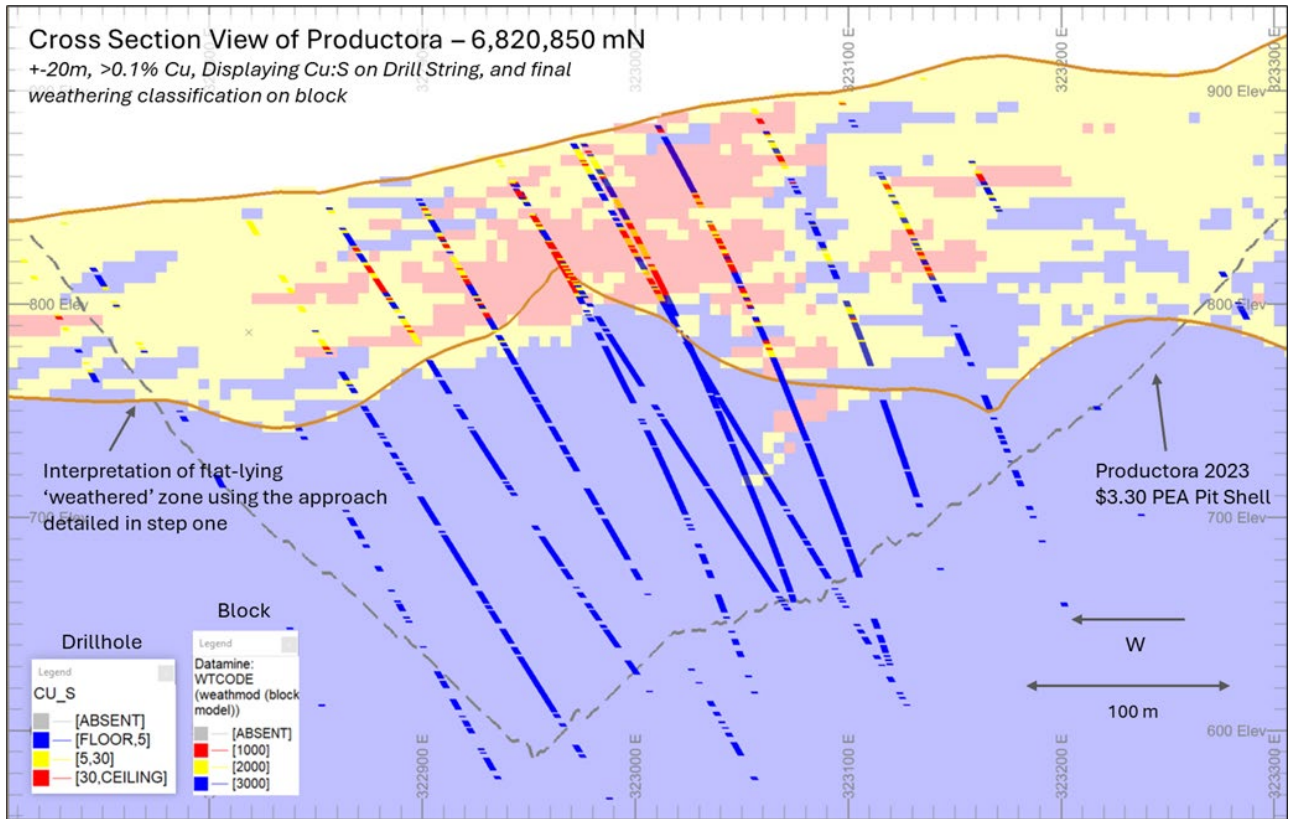 Cross Section View of Productora – 6,820,850 mN
+-20m, >0.1% Cu, Displaying Cu:S on Drill String, and final
weathering classification on block
323000 E
323100 E
323200 E
323300 E
900 Elev
800 Elev
800 Elev
Interpretation of flat-lying
‘weathered’ zone using the approach
detailed in step one
Productora 2023
$3.30 PEA Pit Shell
700 Elev
700 Elev
W
100 m
600 Elev
Drillhole
Legend
CU_S
[ABSENT]
[FLOOR,5]
[5,30]
[30,CEILING]
Block
Legend
Datamine:
WTCODE
(weathmod (block
model))
[ABSENT]
[1000]
[2000]
[3000]
322900 E
323000 E
323100 E
323200 E
323300 E